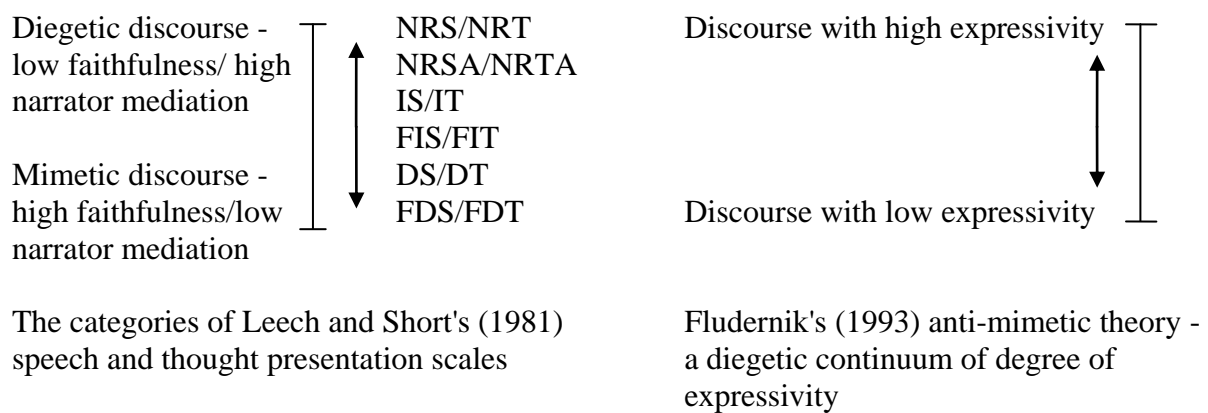 Diegetic discourse -
low faithfulness/ high
narrator mediation
Mimetic discourse -
high faithfulness/low
narrator mediation
NRS/NRT
NRSA/NRTA
IS/IT
FIS/FIT
DS/DT
FDS/FDT
Discourse with high expressivity
Discourse with low expressivity
The categories of Leech and Short's (1981)
speech and thought presentation scales
Fludernik's (1993) anti-mimetic theory -
a diegetic continuum of degree of
expressivity